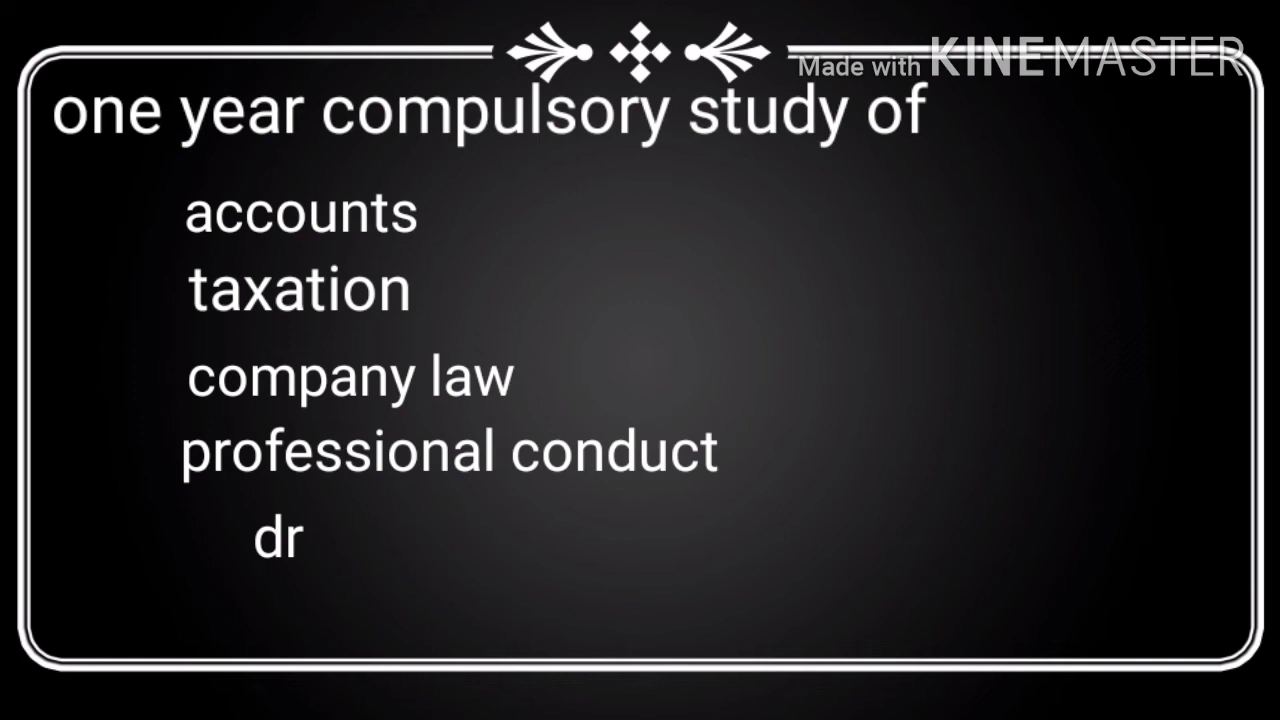 Made with KINEMASTER
one year compulsory study of
accounts
taxation
company law
professional conduct
dr